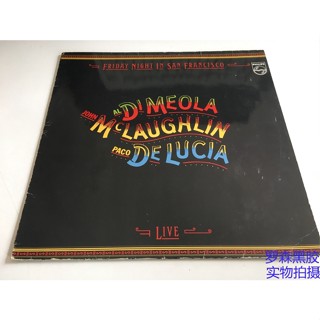 FRIDAY NIGHT IN SAN FRANCISCO
PHILIPS
AL DI MEOLA
JOHN McLAUGHLIN
PACO DE LUCIA
LIVE
罗森黑胶
实物拍摄